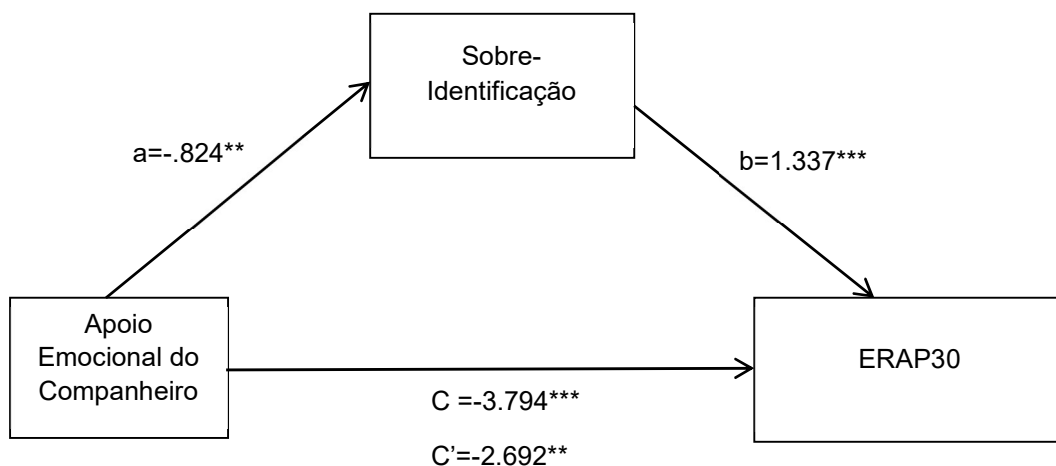 Sobre-
Identificação
a=-.824**
b=1.337***
Apoio
Emocional do
Companheiro
ERAP30
C =-3.794***
C’=-2.692**